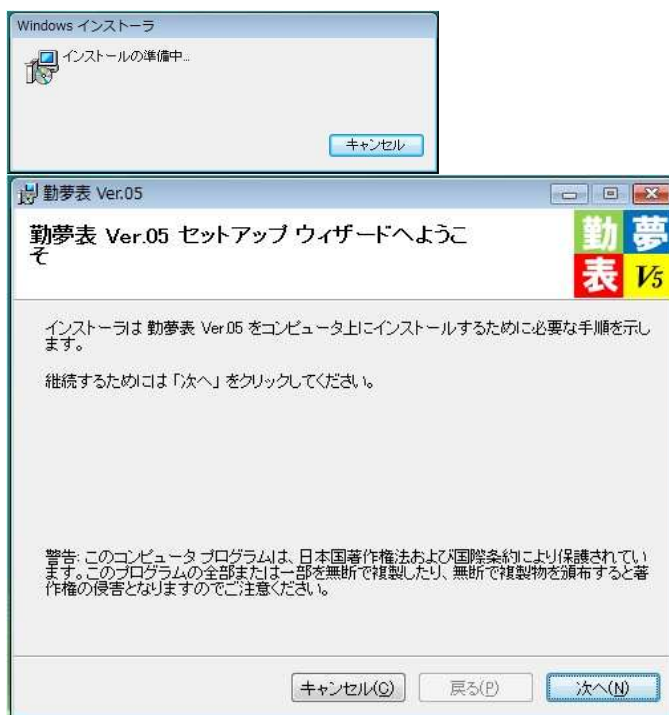 Windows インストーラ
インストールの準備中...
キャンセル
勤夢表 Ver.05
勤夢表 Ver.05 セットアップ ウィザードへようこ
そ
勤夢
表 V5
インストーラは 勤夢表 Ver.05 をコンピュータ上にインストールするために必要な手順を示し
ます。
継続するためには「次へ」をクリックしてください。
警告: このコンピュータ プログラムは、日本国著作権法および国際条約により保護されてい
ます。このプログラムの全部または一部を無断で複製したり、無断で複製物を頒布すると著
作権の侵害となりますのでご注意ください。
キャンセル(C) 戻る(P) 次へ(N)